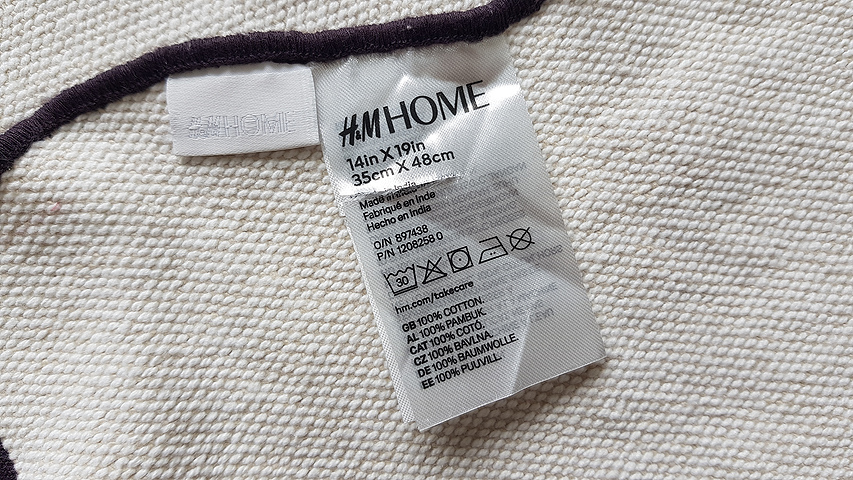 H&M HOME
14in X 19in
35cm X 48cm
Made in India
Fabriqué en Inde
Hecho en India
O/N 897438
P/N 1208258 0
30
hm.com/takecare
GB 100% COTTON.
AL 100% PAMBUK.
CAT 100% COTÓ.
CZ 100% BAVLNA.
DE 100% BAUMWOLLE.
EE 100% PUUVILL.